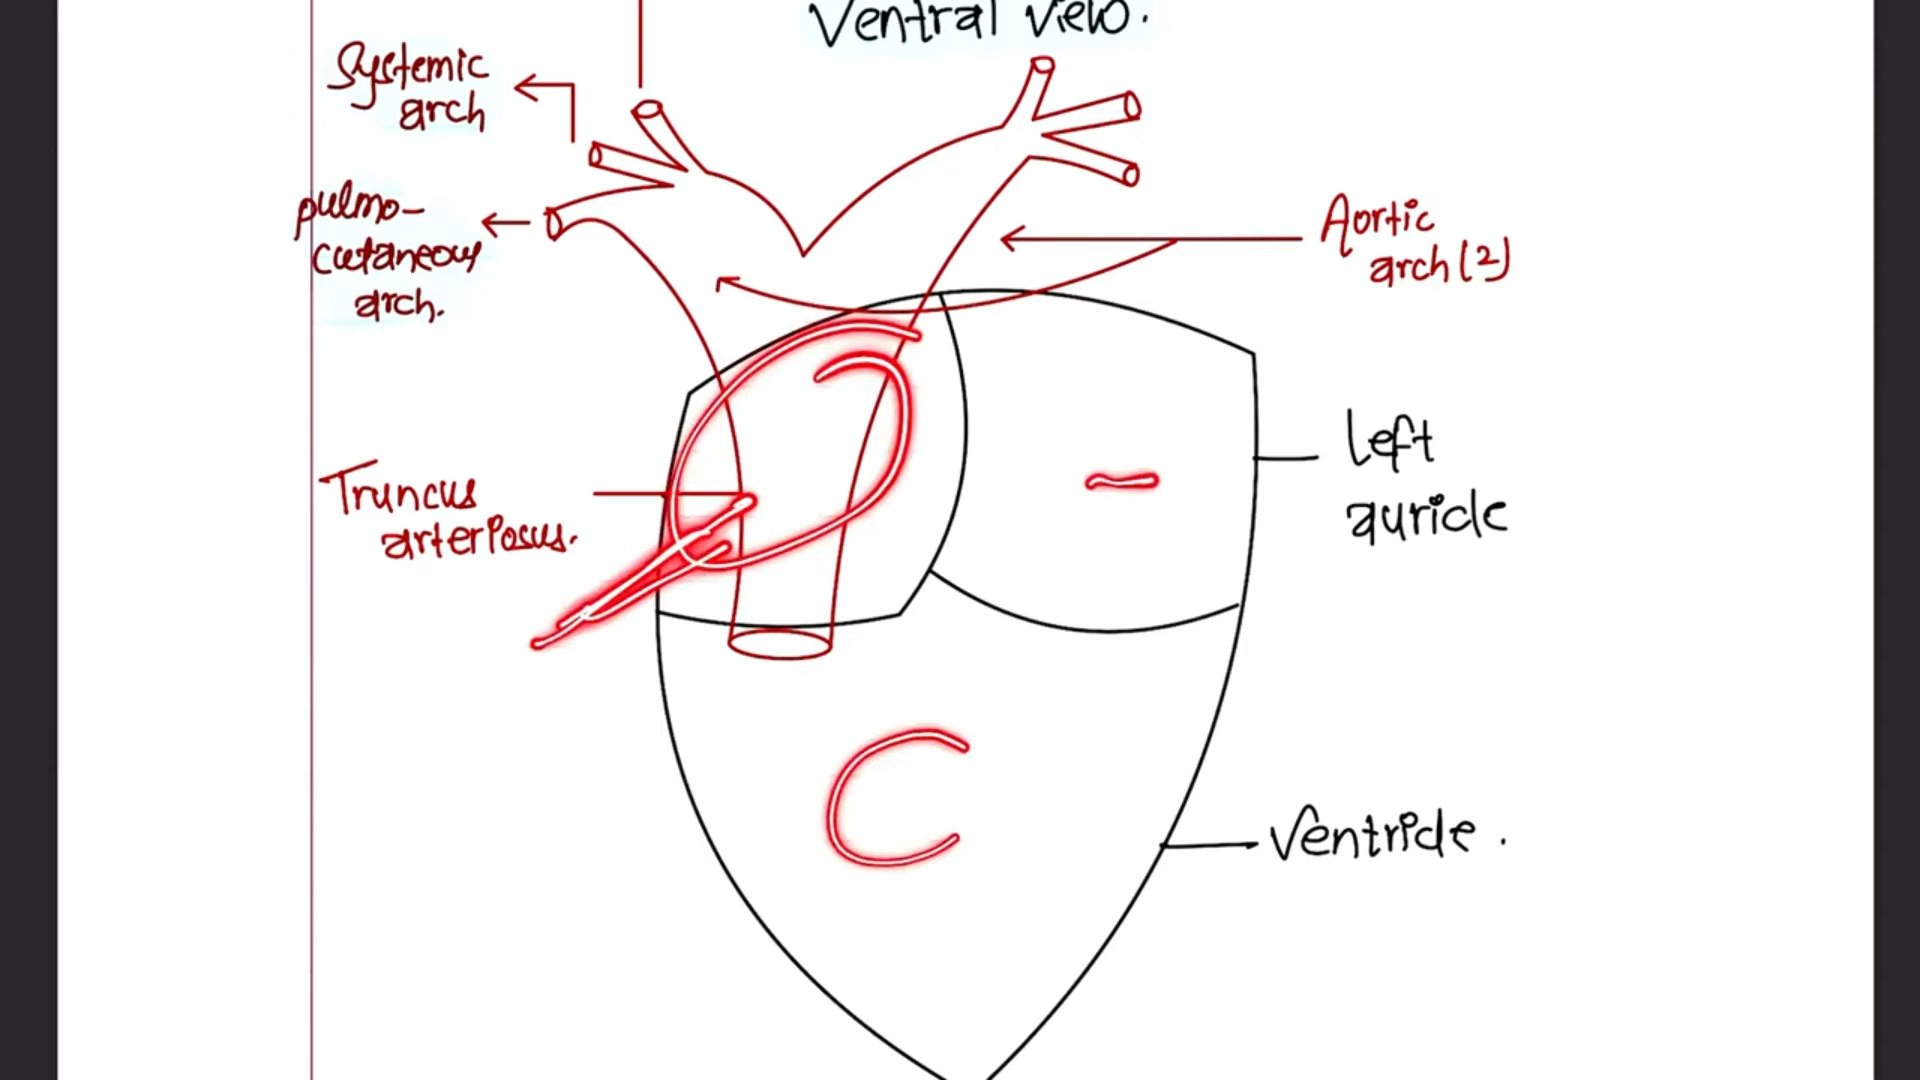 Ventral view.
Systemic
arch
pulmo-
cutaneous
arch.
Aortic
arch (2)
Left
auricle
Truncus
arteriosus.
C
Ventricle.